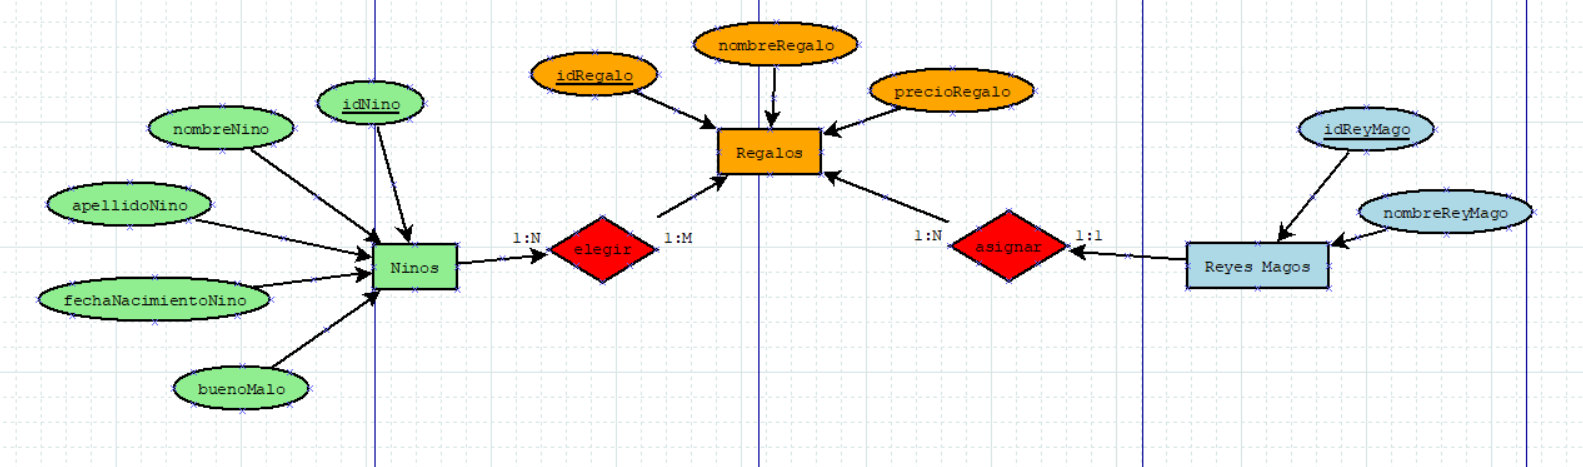 nombreRegalo
idRegalo
precioRegalo
idNino
nombreNino
idReyMago
Regalos
apellidoNino
nombreReyMago
1:N
1:M
1:N
1:1
elegir
asignar
Ninos
Reyes Magos
fechaNacimientoNino
buenoMalo